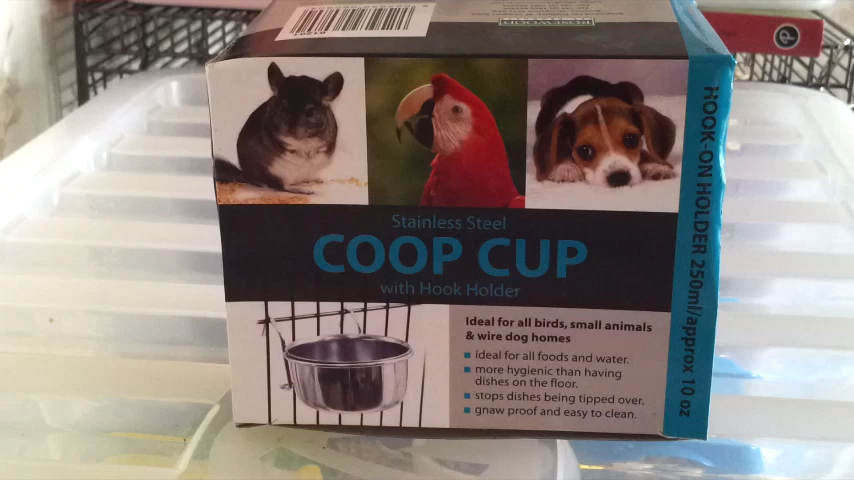 ROSEWOOD
Stainless Steel
COOP CUP
with Hook Holder
Ideal for all birds, small animals
& wire dog homes
ideal for all foods and water.
more hygienic than having
dishes on the floor.
stops dishes being tipped over.
gnaw proof and easy to clean.
HOOK-ON HOLDER 250ml/approx 10 oz